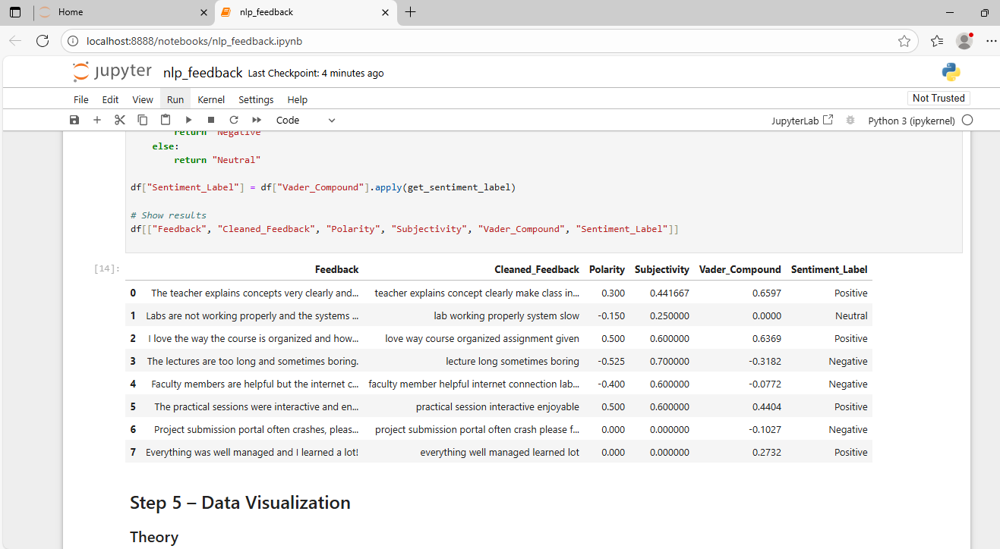 Home
nlp_feedback
localhost:8888/notebooks/nlp_feedback.ipynb
jupyter nlp_feedback Last Checkpoint: 4 minutes ago
File Edit View Run Kernel Settings Help Not Trusted
Code JupyterLab Python 3 (ipykernel)
return "Negative"
else:
return "Neutral"
df["Sentiment_Label"] = df["Vader_Compound"].apply(get_sentiment_label)
# Show results
df[["Feedback", "Cleaned_Feedback", "Polarity", "Subjectivity", "Vader_Compound", "Sentiment_Label"]]
[14]: Feedback Cleaned_Feedback Polarity Subjectivity Vader_Compound Sentiment_Label
0 The teacher explains concepts very clearly and... teacher explains concept clearly make class in... 0.300 0.441667 0.6597 Positive
1 Labs are not working properly and the systems ... lab working properly system slow -0.150 0.250000 0.0000 Neutral
2 I love the way the course is organized and how... love way course organized assignment given 0.500 0.600000 0.6369 Positive
3 The lectures are too long and sometimes boring. lecture long sometimes boring -0.525 0.700000 -0.3182 Negative
4 Faculty members are helpful but the internet c... faculty member helpful internet connection lab... -0.400 0.600000 -0.0772 Negative
5 The practical sessions were interactive and en... practical session interactive enjoyable 0.500 0.600000 0.4404 Positive
6 Project submission portal often crashes, pleas... project submission portal often crash please f... 0.000 0.000000 -0.1027 Negative
7 Everything was well managed and I learned a lot! everything well managed learned lot 0.000 0.000000 0.2732 Positive
Step 5 – Data Visualization
Theory